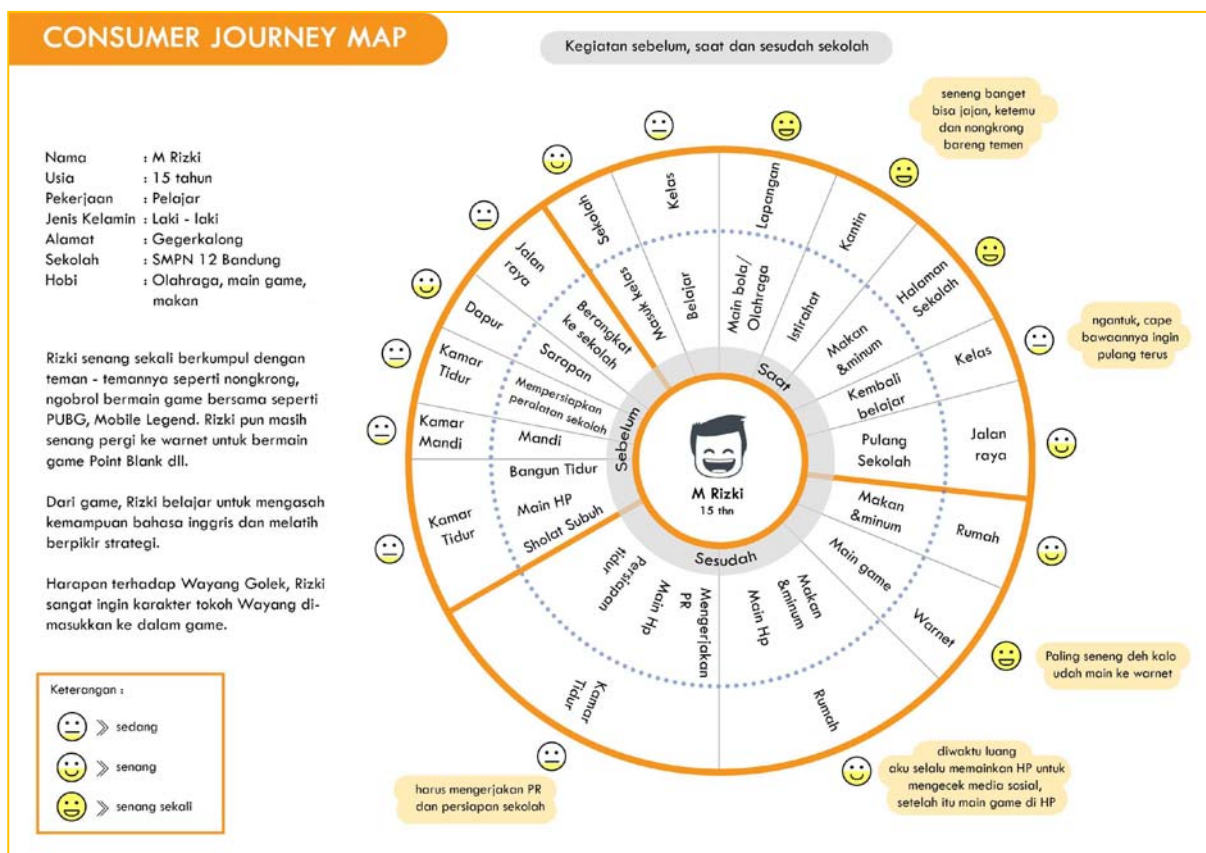 CONSUMER JOURNEY MAP
Kegiatan sebelum, saat dan sesudah sekolah
Nama : M Rizki
Usia : 15 tahun
Pekerjaan : Pelajar
Jenis Kelamin : Laki - laki
Alamat : Gegerkalong
Sekolah : SMPN 12 Bandung
Hobi : Olahraga, main game,
makan
Rizki senang sekali berkumpul dengan
teman - temannya seperti nongkrong,
ngobrol bermain game bersama seperti
PUBG, Mobile Legend. Rizki pun masih
senang pergi ke warnet untuk bermain
game Point Blank dll.
Dari game, Rizki belajar untuk mengasah
kemampuan bahasa inggris dan melatih
berpikir strategi.
Harapan terhadap Wayang Golek, Rizki
sangat ingin karakter tokoh Wayang di-
masukkan ke dalam game.
Keterangan :
sedang
senang
senang sekali
Sebelum
Kamar
Tidur
Bangun Tidur
Main HP
Sholat Subuh
Kamar
Mandi
Mandi
Kamar
Tidur
Mempersiapkan
peralatan sekolah
Dapur
Sarapan
Jalan
raya
Berangkat
ke sekolah
Saat
Sekolah
Masuk kelas
Kelas
Belajar
Lapangan
Main bola/
Olahraga
Kantin
Istirahat
Halaman
Sekolah
Makan
&minum
Kelas
Kembali
belajar
Jalan
raya
Pulang
Sekolah
Sesudah
Rumah
Makan
&minum
Warnet
Main game
Rumah
Makan
&minum
Main Hp
Kamar
Tidur
Mengerjakan
PR
Main Hp
Persiapan
tidur
M Rizki
15 thn
seneng banget
bisa jajan, ketemu
dan nongkrong
bareng temen
ngantuk, cape
bawaannya ingin
pulang terus
Paling seneng deh kalo
udah main ke warnet
diwaktu luang
aku selalu memainkan HP untuk
mengecek media sosial,
setelah itu main game di HP
harus mengerjakan PR
dan persiapan sekolah